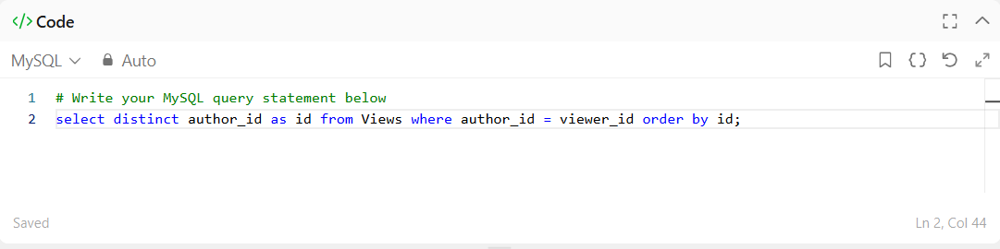 </> Code
MySQL Auto
1 # Write your MySQL query statement below
2 select distinct author_id as id from Views where author_id = viewer_id order by id;
Saved Ln 2, Col 44